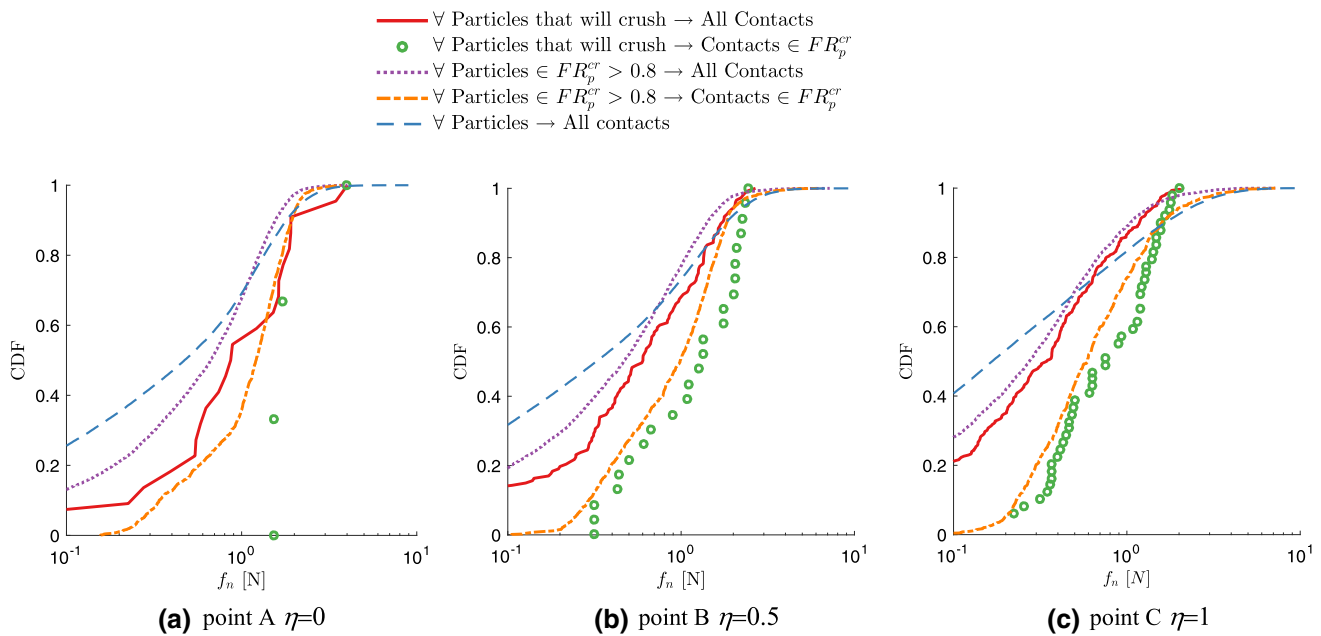 ∀ Particles that will crush → All Contacts
∀ Particles that will crush → Contacts ∈ FR_p^{cr}
∀ Particles ∈ FR_p^{cr} > 0.8 → All Contacts
∀ Particles ∈ FR_p^{cr} > 0.8 → Contacts ∈ FR_p^{cr}
∀ Particles → All contacts
CDF
1
0.8
0.6
0.4
0.2
0
10^{-1} 10^0 10^1
f_n [N]
(a) point A η=0
CDF
1
0.8
0.6
0.4
0.2
0
10^{-1} 10^0 10^1
f_n [N]
(b) point B η=0.5
CDF
1
0.8
0.6
0.4
0.2
0
10^{-1} 10^0 10^1
f_n [N]
(c) point C η=1